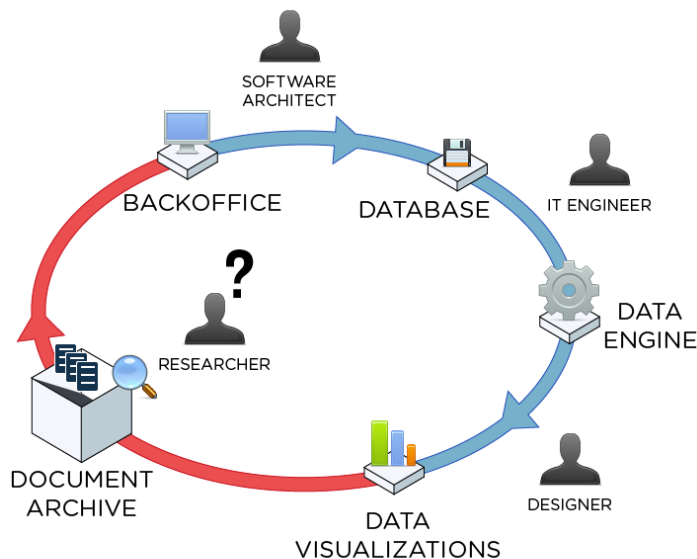 SOFTWARE
ARCHITECT
BACKOFFICE
DATABASE
IT ENGINEER
?
DATA
ENGINE
RESEARCHER
DOCUMENT
ARCHIVE
DESIGNER
DATA
VISUALIZATIONS